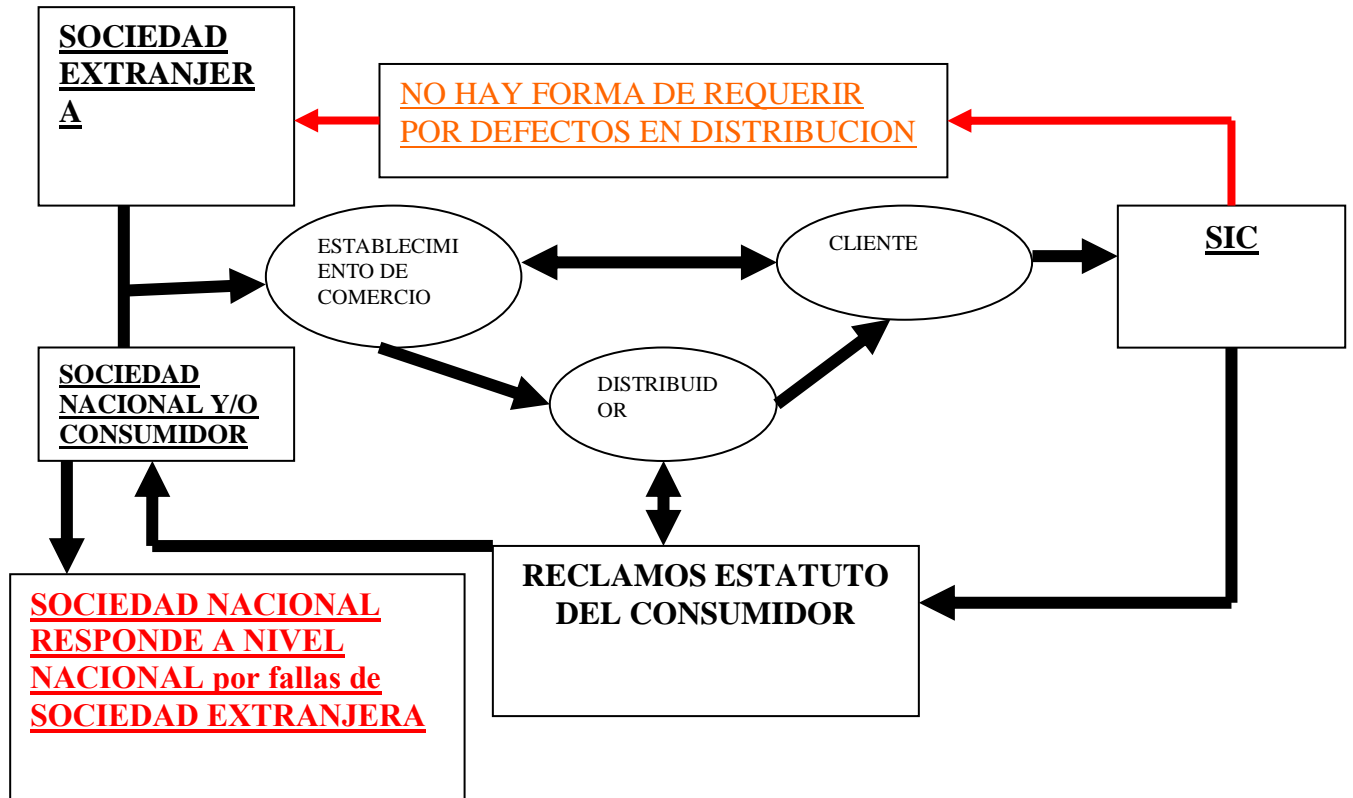 SOCIEDAD
EXTRANJER
A
NO HAY FORMA DE REQUERIR
POR DEFECTOS EN DISTRIBUCION
SIC
ESTABLECIMI
ENTO DE
COMERCIO
CLIENTE
SOCIEDAD
NACIONAL Y/O
CONSUMIDOR
DISTRIBUID
OR
RECLAMOS ESTATUTO
DEL CONSUMIDOR
SOCIEDAD NACIONAL
RESPONDE A NIVEL
NACIONAL por fallas de
SOCIEDAD EXTRANJERA